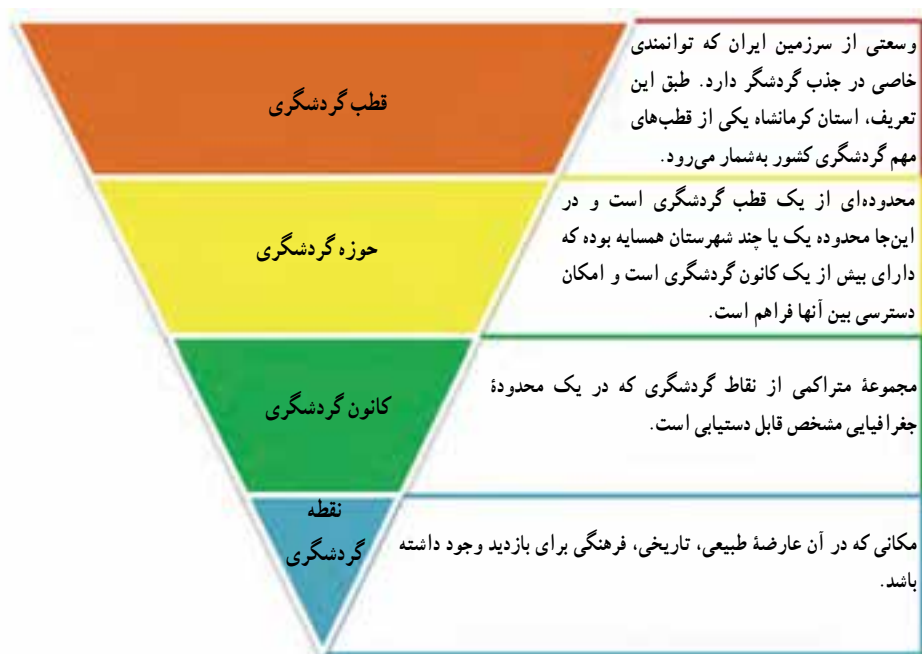 قطب گردشگری
وسعتی از سرزمین ایران که توانمندی
خاصی در جذب گردشگر دارد. طبق این
تعریف، استان کرمانشاه یکی از قطب‌های
مهم گردشگری کشور به‌شمار می‌رود.
حوزه گردشگری
محدوده‌ای از یک قطب گردشگری است و در
این‌جا محدوده یک یا چند شهرستان همسایه بوده که
دارای بیش از یک کانون گردشگری است و امکان
دسترسی بین آنها فراهم است.
کانون گردشگری
مجموعهٔ متراکمی از نقاط گردشگری که در یک محدودهٔ
جغرافیایی مشخص قابل دستیابی است.
نقطه
گردشگری
مکانی که در آن عارضهٔ طبیعی، تاریخی، فرهنگی برای بازدید وجود داشته
باشد.